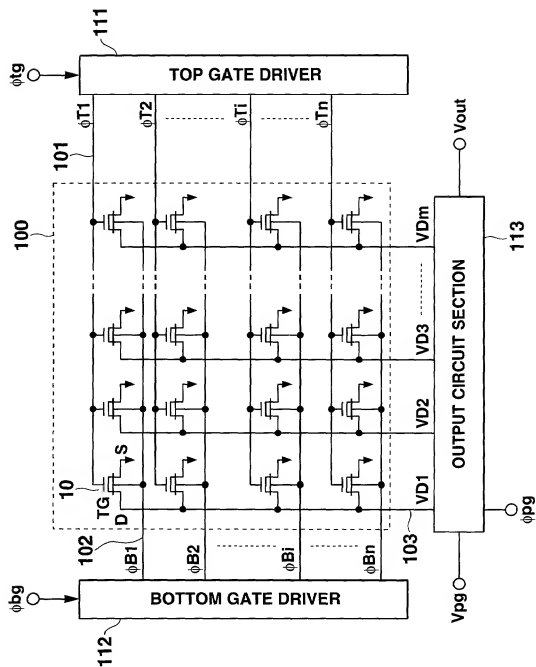 111
φtg
TOP GATE DRIVER
φT1
φT2
φTi
φTn
101
100
Vout
VDm
113
VD3
VD2
VD1
OUTPUT CIRCUIT SECTION
10
TG
S
D
103
φpg
102
φB1
φB2
φBi
φBn
Vpg
φbg
BOTTOM GATE DRIVER
112